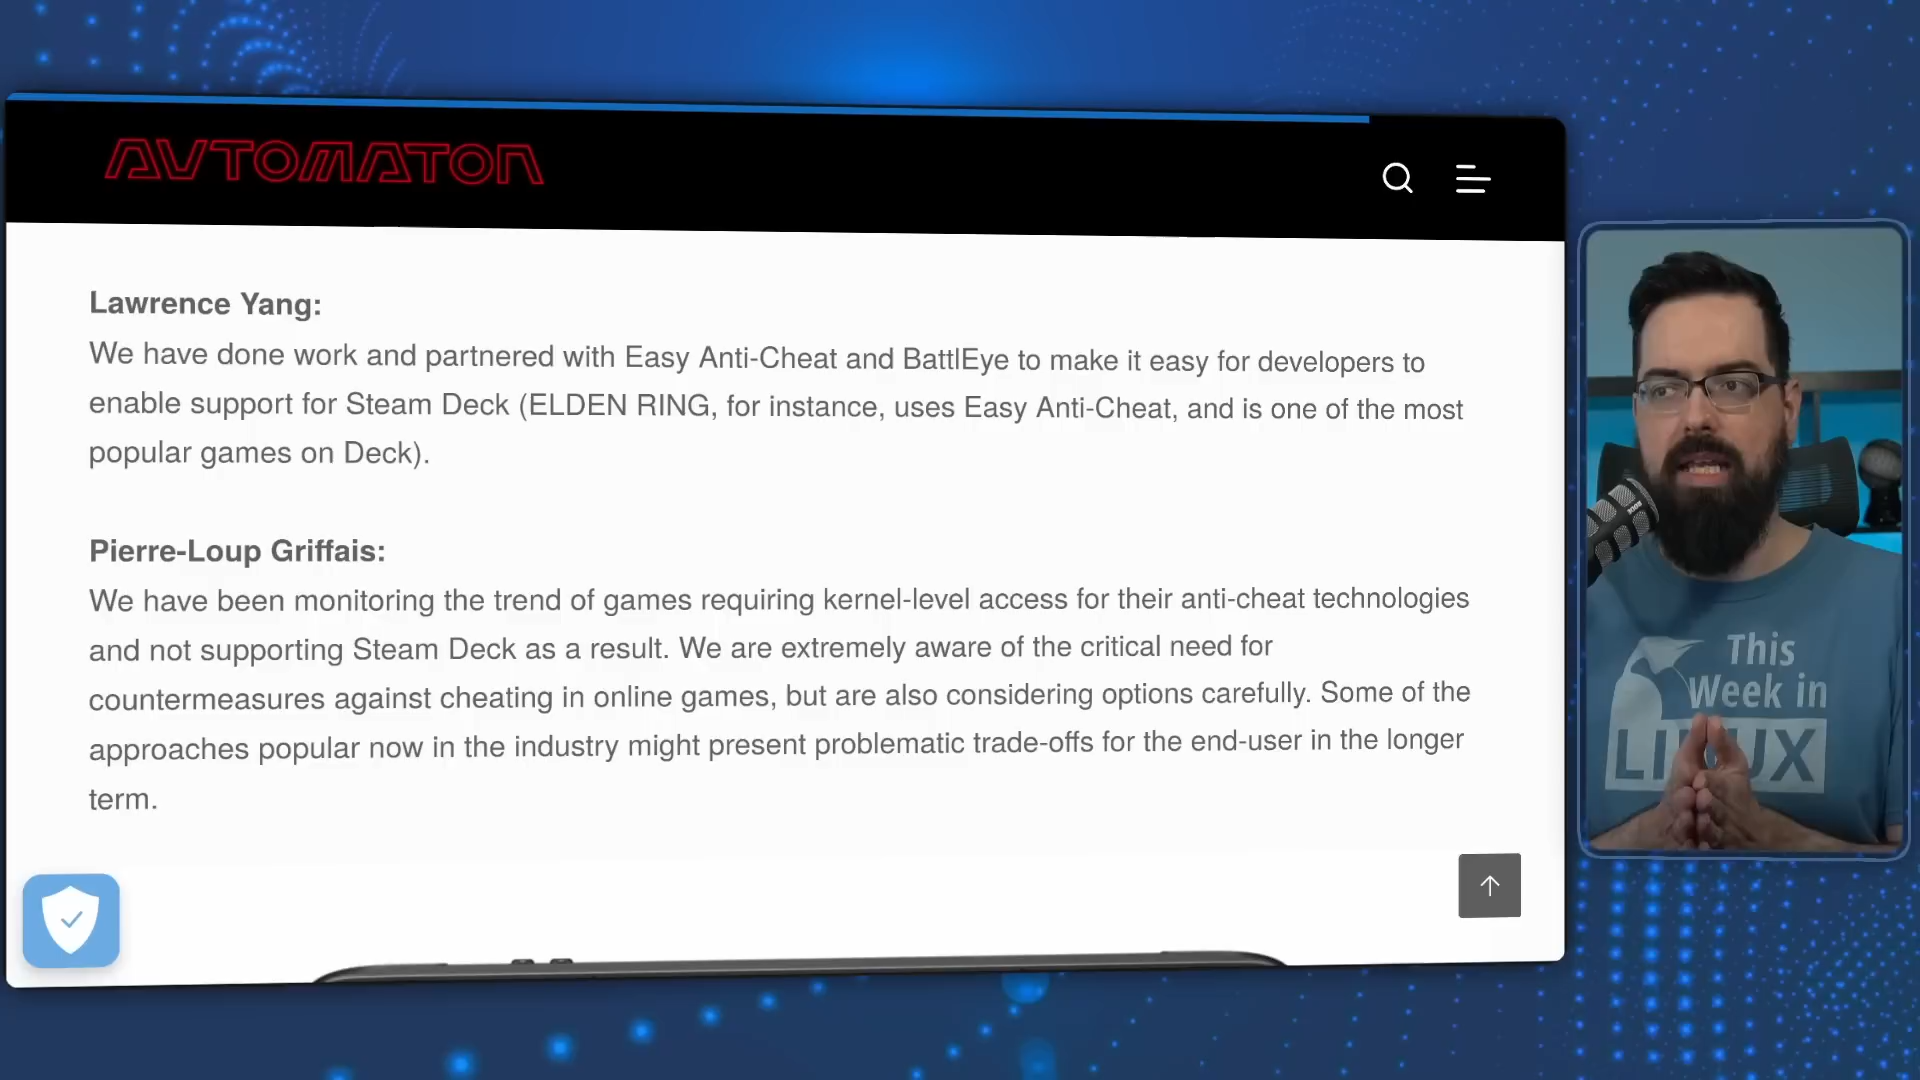 AVTOMATON
Lawrence Yang:
We have done work and partnered with Easy Anti-Cheat and BattlEye to make it easy for developers to
enable support for Steam Deck (ELDEN RING, for instance, uses Easy Anti-Cheat, and is one of the most
popular games on Deck).
Pierre-Loup Griffais:
We have been monitoring the trend of games requiring kernel-level access for their anti-cheat technologies
and not supporting Steam Deck as a result. We are extremely aware of the critical need for
countermeasures against cheating in online games, but are also considering options carefully. Some of the
approaches popular now in the industry might present problematic trade-offs for the end-user in the longer
term.
This
Week in
LINUX